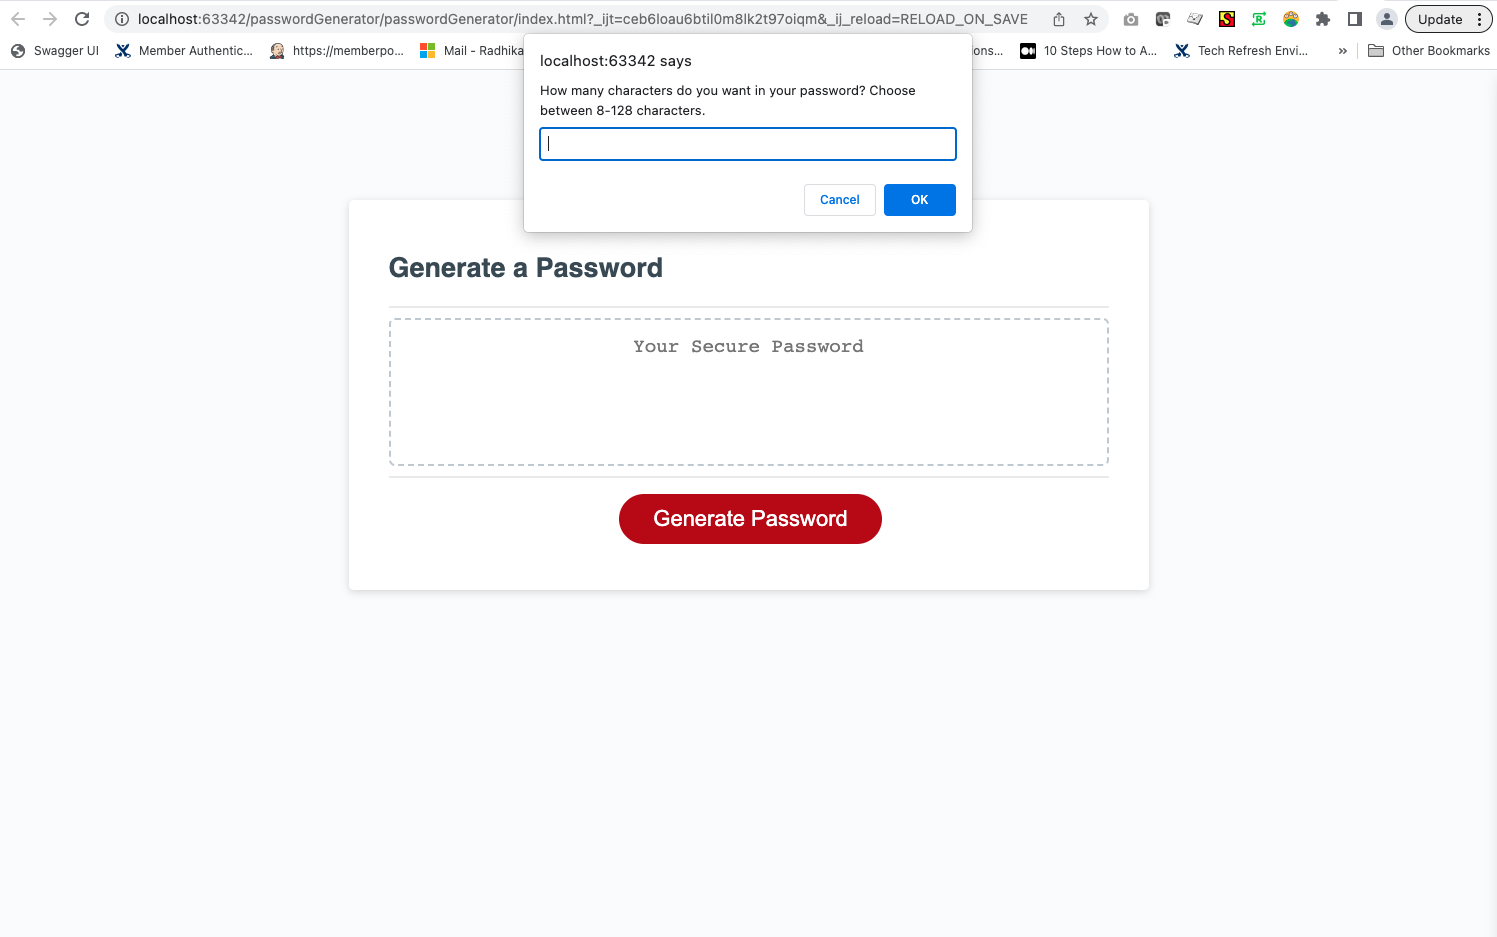 localhost:63342/passwordGenerator/passwordGenerator/index.html?_ijt=ceb6loau6btil0m8lk2t97oiqm&_ij_reload=RELOAD_ON_SAVE
Update
Swagger UI
Member Authentic...
https://memberpo...
Mail - Radhika
ons...
10 Steps How to A...
Tech Refresh Envi...
»
Other Bookmarks
localhost:63342 says
How many characters do you want in your password? Choose
between 8-128 characters.
Cancel
OK
Generate a Password
Your Secure Password
Generate Password